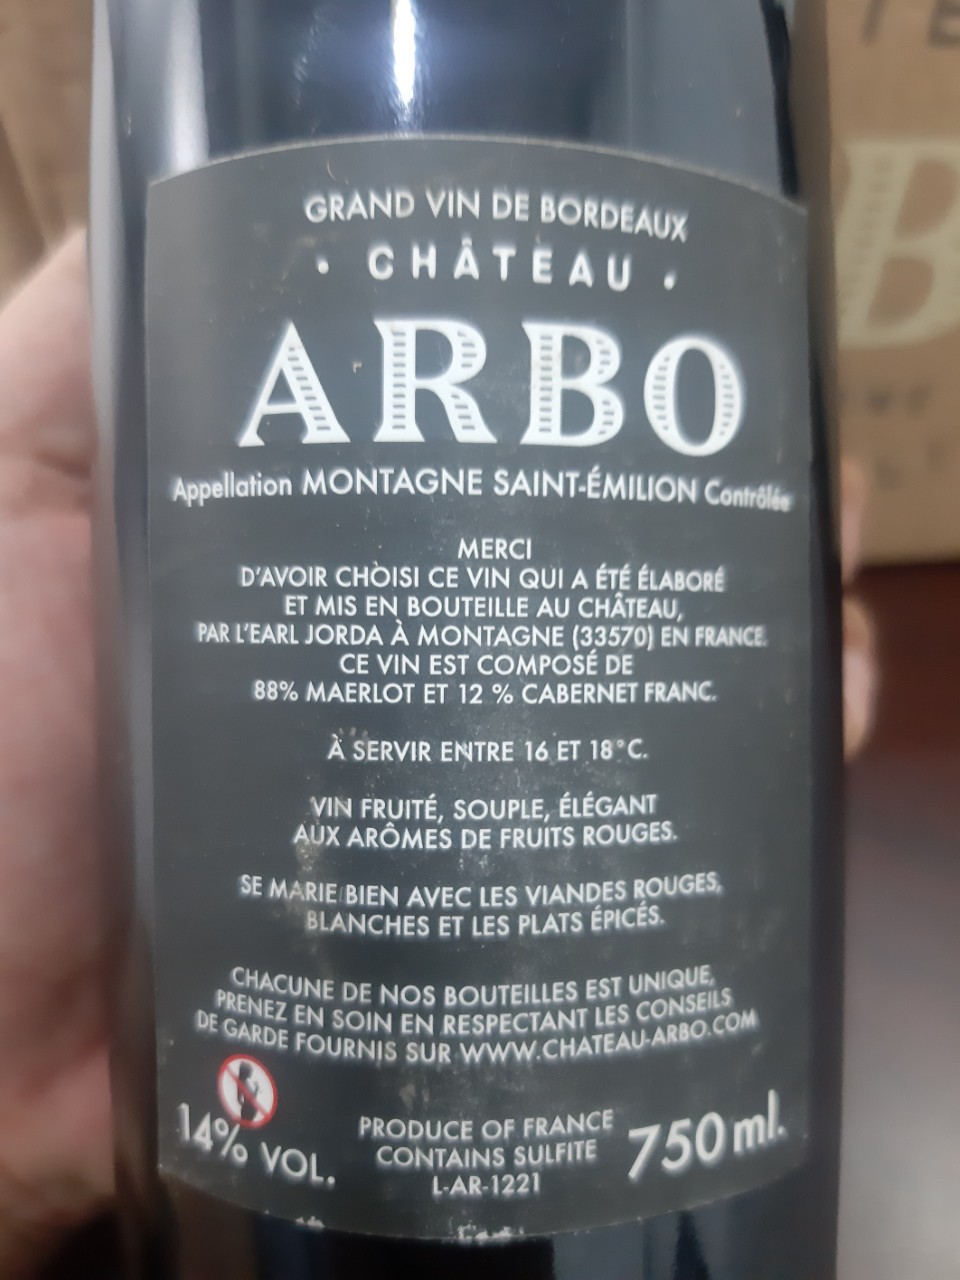 GRAND VIN DE BORDEAUX
• CHÂTEAU •
ARBO
Appellation MONTAGNE SAINT-ÉMILION Contrôlée
MERCI
D'AVOIR CHOISI CE VIN QUI A ÉTÉ ÉLABORÉ
ET MIS EN BOUTEILLE AU CHÂTEAU,
PAR L'EARL JORDA À MONTAGNE (33570) EN FRANCE.
CE VIN EST COMPOSÉ DE
88% MAERLOT ET 12 % CABERNET FRANC.
À SERVIR ENTRE 16 ET 18°C.
VIN FRUITÉ, SOUPLE, ÉLÉGANT
AUX ARÔMES DE FRUITS ROUGES.
SE MARIE BIEN AVEC LES VIANDES ROUGES,
BLANCHES ET LES PLATS ÉPICÉS.
CHACUNE DE NOS BOUTEILLES EST UNIQUE,
PRENEZ EN SOIN EN RESPECTANT LES CONSEILS
DE GARDE FOURNIS SUR WWW.CHATEAU-ARBO.COM
14% VOL.
PRODUCE OF FRANCE
CONTAINS SULFITE
L-AR-1221
750 ml.